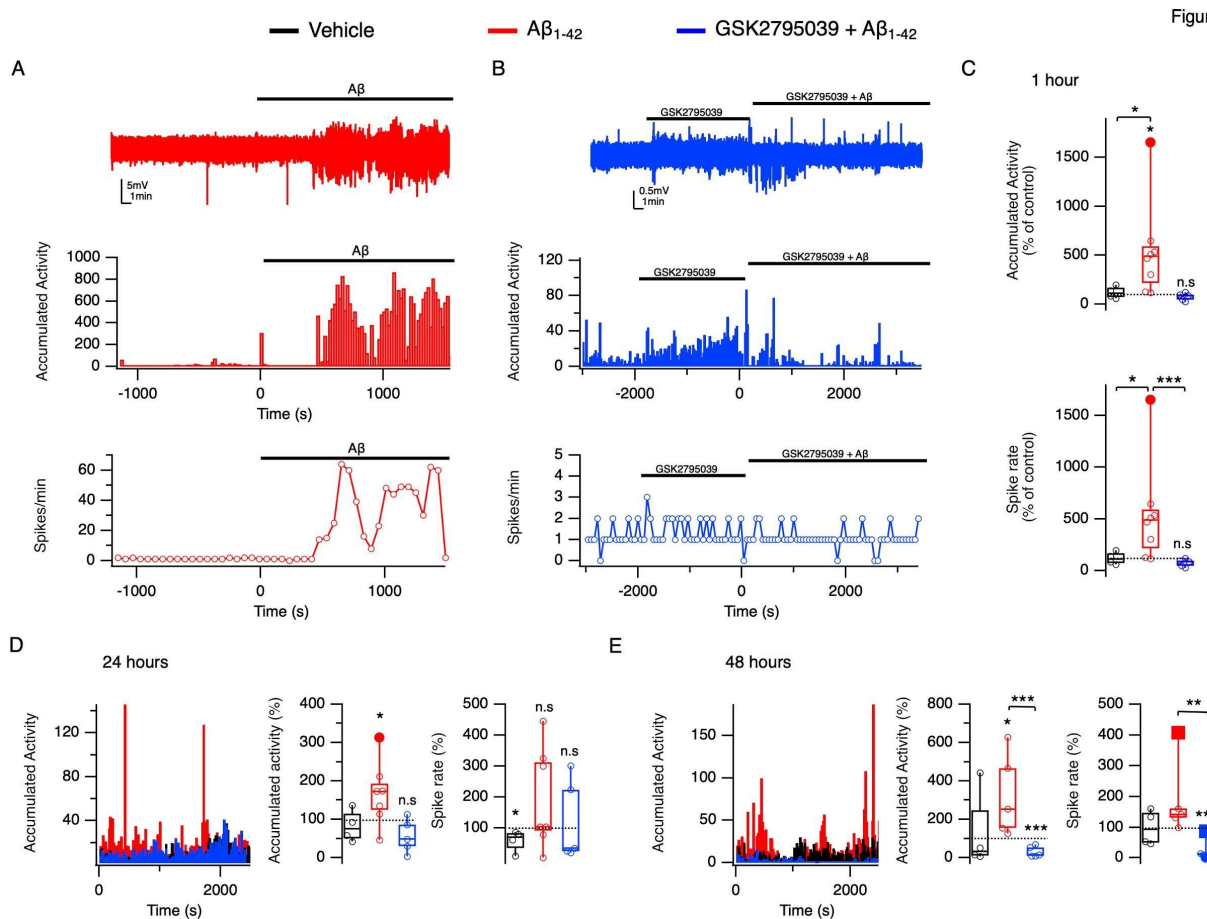 Figur
Vehicle Aβ1-42 GSK2795039 + Aβ1-42
A
Aβ
5mV
1min
Accumulated Activity
1000
800
600
400
200
0
Aβ
-1000 0 1000
Time (s)
Spikes/min
60
40
20
0
Aβ
-1000 0 1000
Time (s)
B
GSK2795039 + Aβ
GSK2795039
0.5mV
1min
Accumulated Activity
120
80
40
0
GSK2795039 + Aβ
GSK2795039
-2000 0 2000
Time (s)
Spikes/min
5
4
3
2
1
0
GSK2795039 + Aβ
GSK2795039
-2000 0 2000
Time (s)
C
1 hour
Accumulated Activity
(% of control)
1500
1000
500
0
*
*
n.s
Spike rate
(% of control)
1500
1000
500
0
* ***
n.s
D
24 hours
Accumulated Activity
120
80
40
0 2000
Time (s)
Accumulated activity (%)
400
300
200
100
0
*
n.s
Spike rate (%)
500
400
300
200
100
0
*
n.s
n.s
E
48 hours
Accumulated Activity
150
100
50
0
0 2000
Time (s)
Accumulated Activity (%)
800
600
400
200
0
***
*
***
Spike rate (%)
500
400
300
200
100
0
**
**